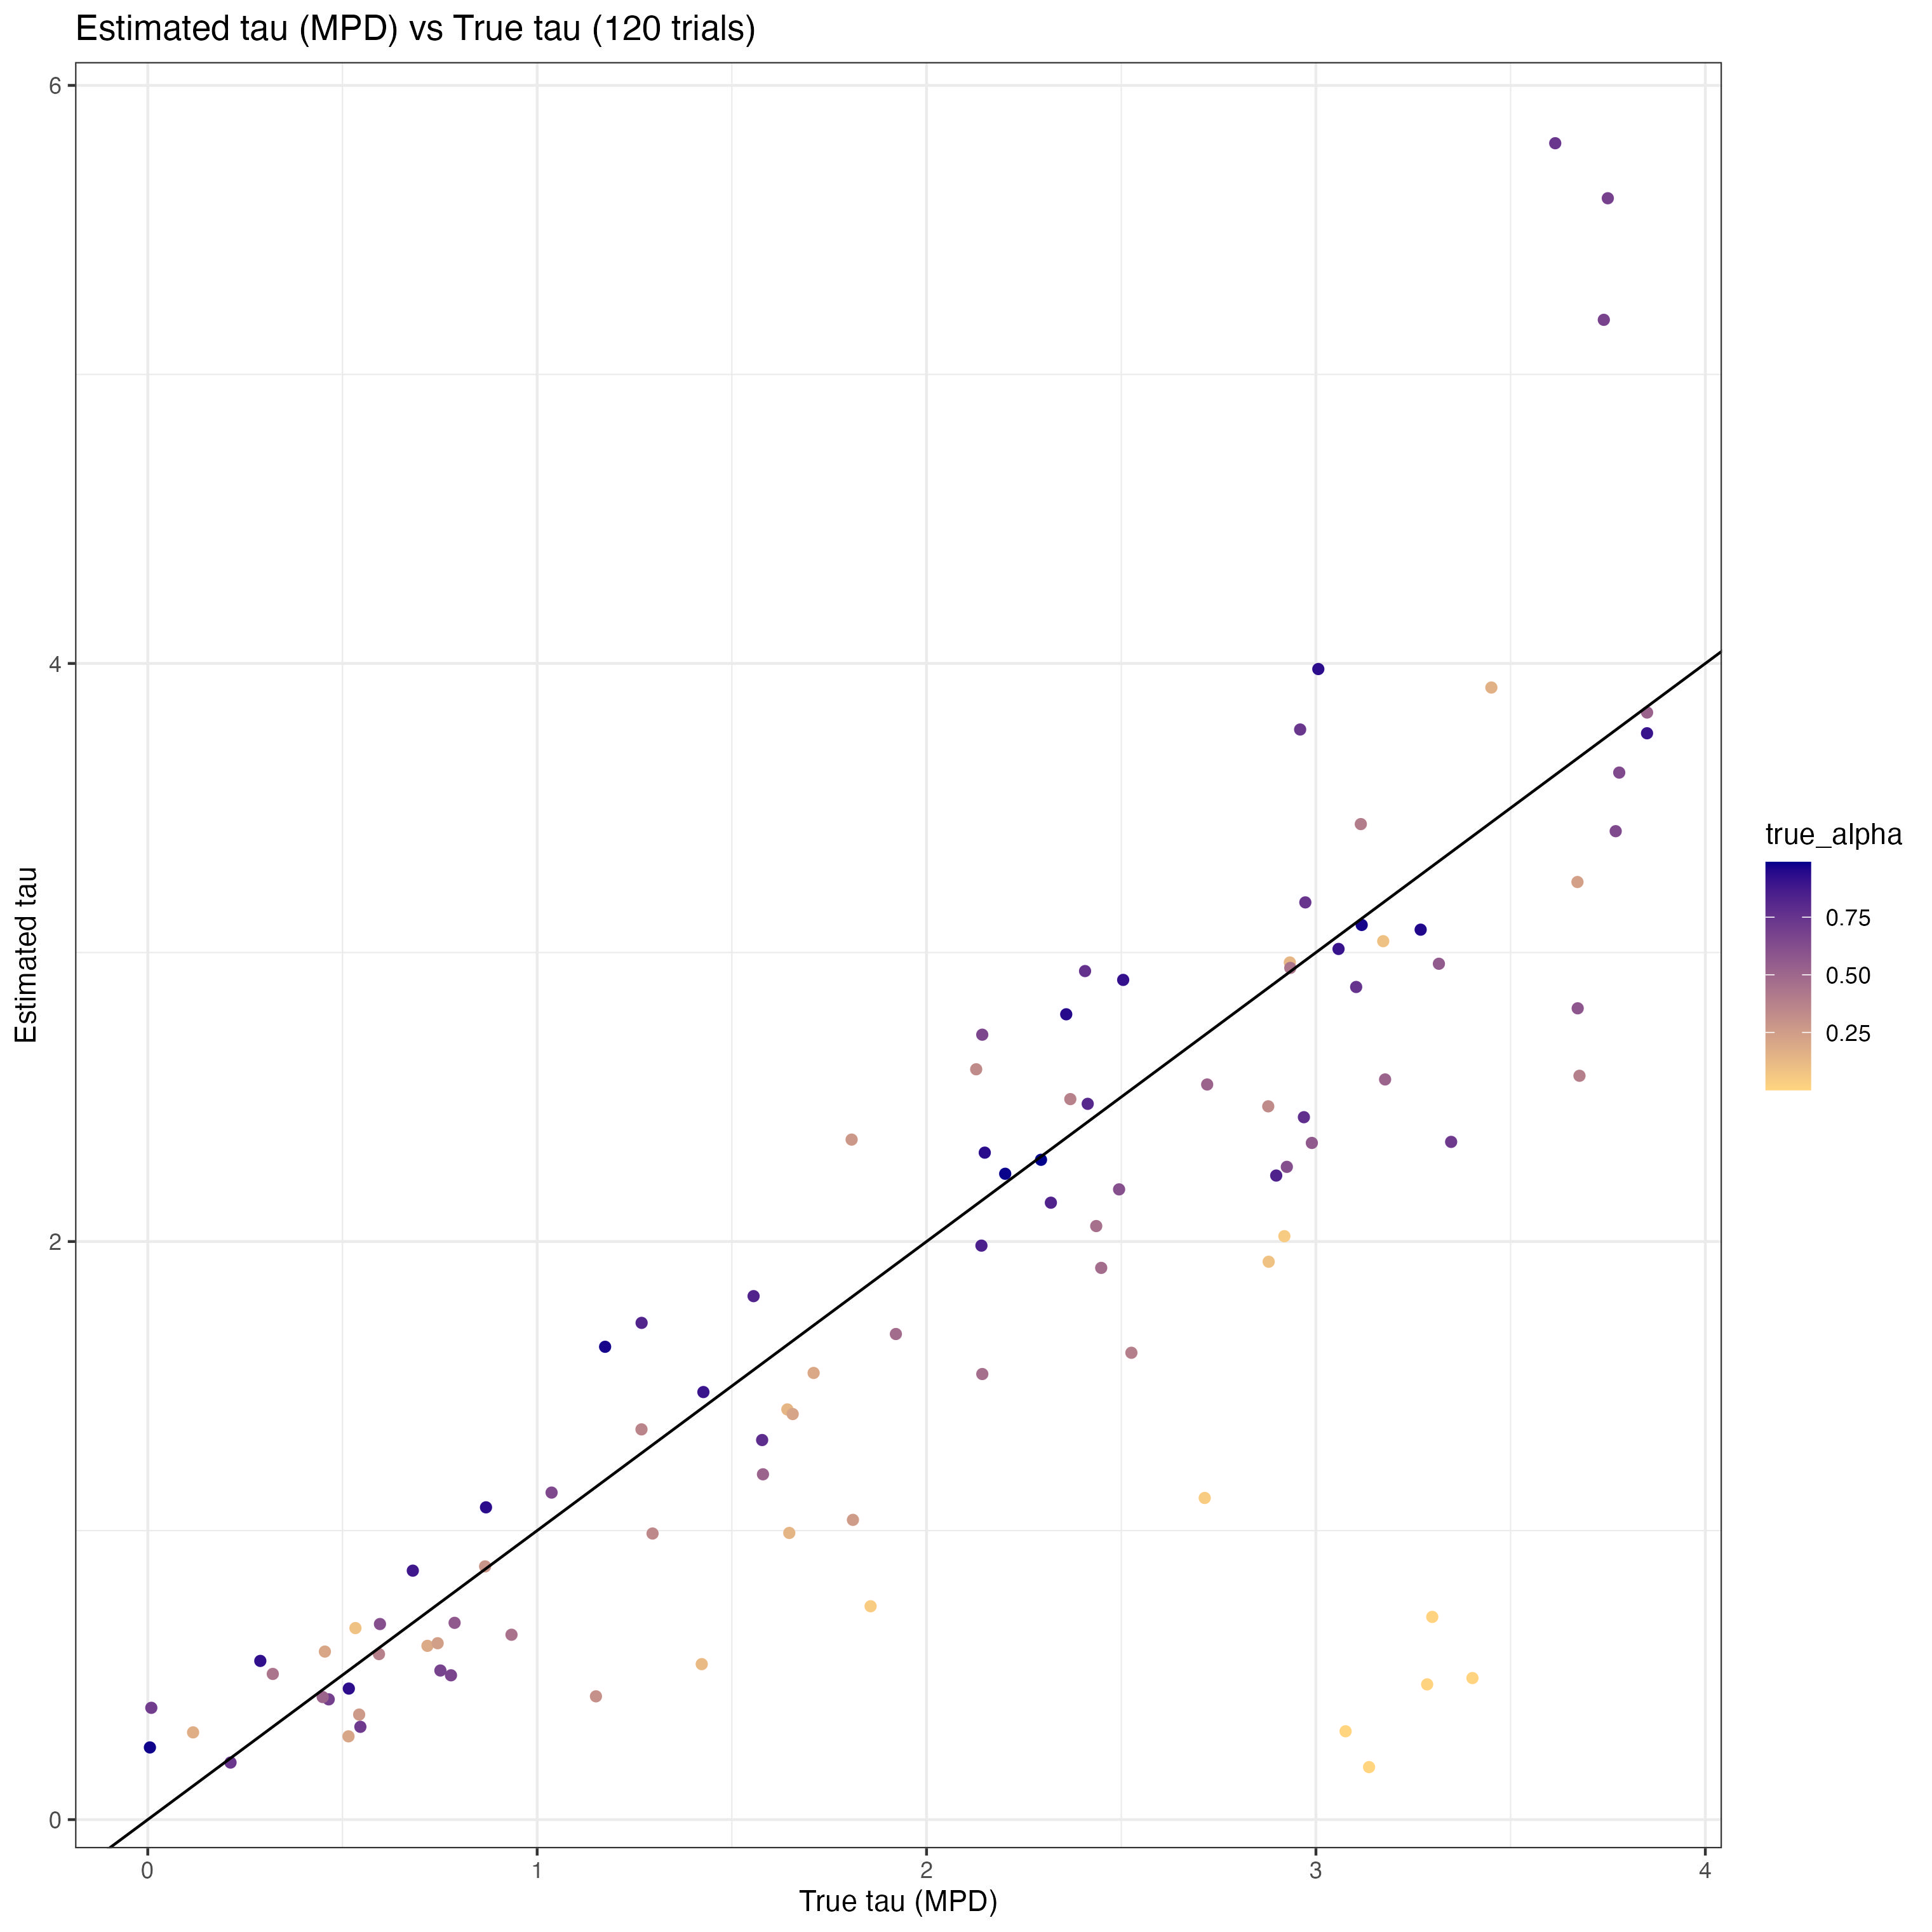 Estimated tau (MPD) vs True tau (120 trials)
6
4
2
0
Estimated tau
0 1 2 3 4
True tau (MPD)
true_alpha
0.75
0.50
0.25